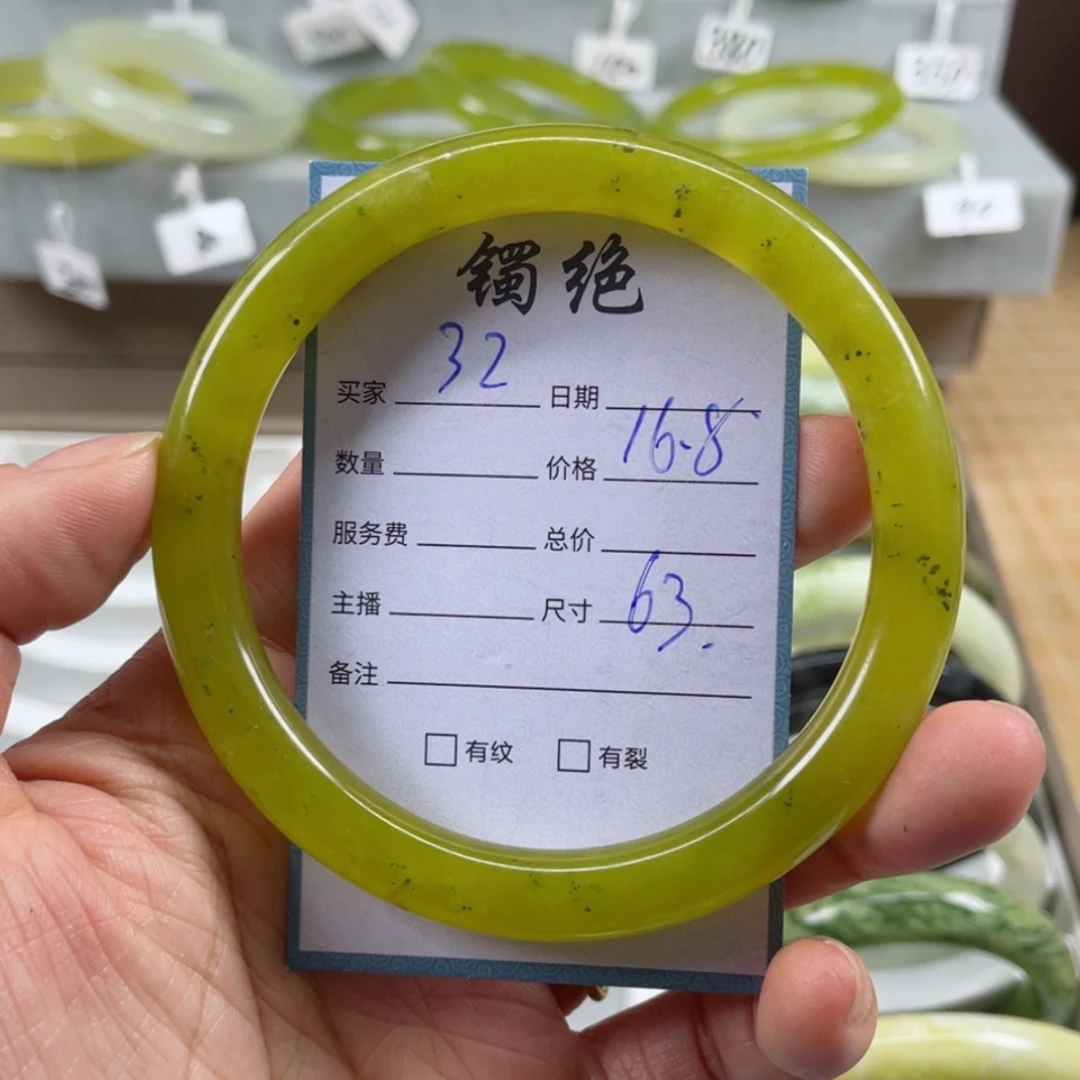 镯绝
买家 32 日期
数量 价格 16.8
服务费 总价
主播 尺寸 63.
备注
□有纹 □有裂